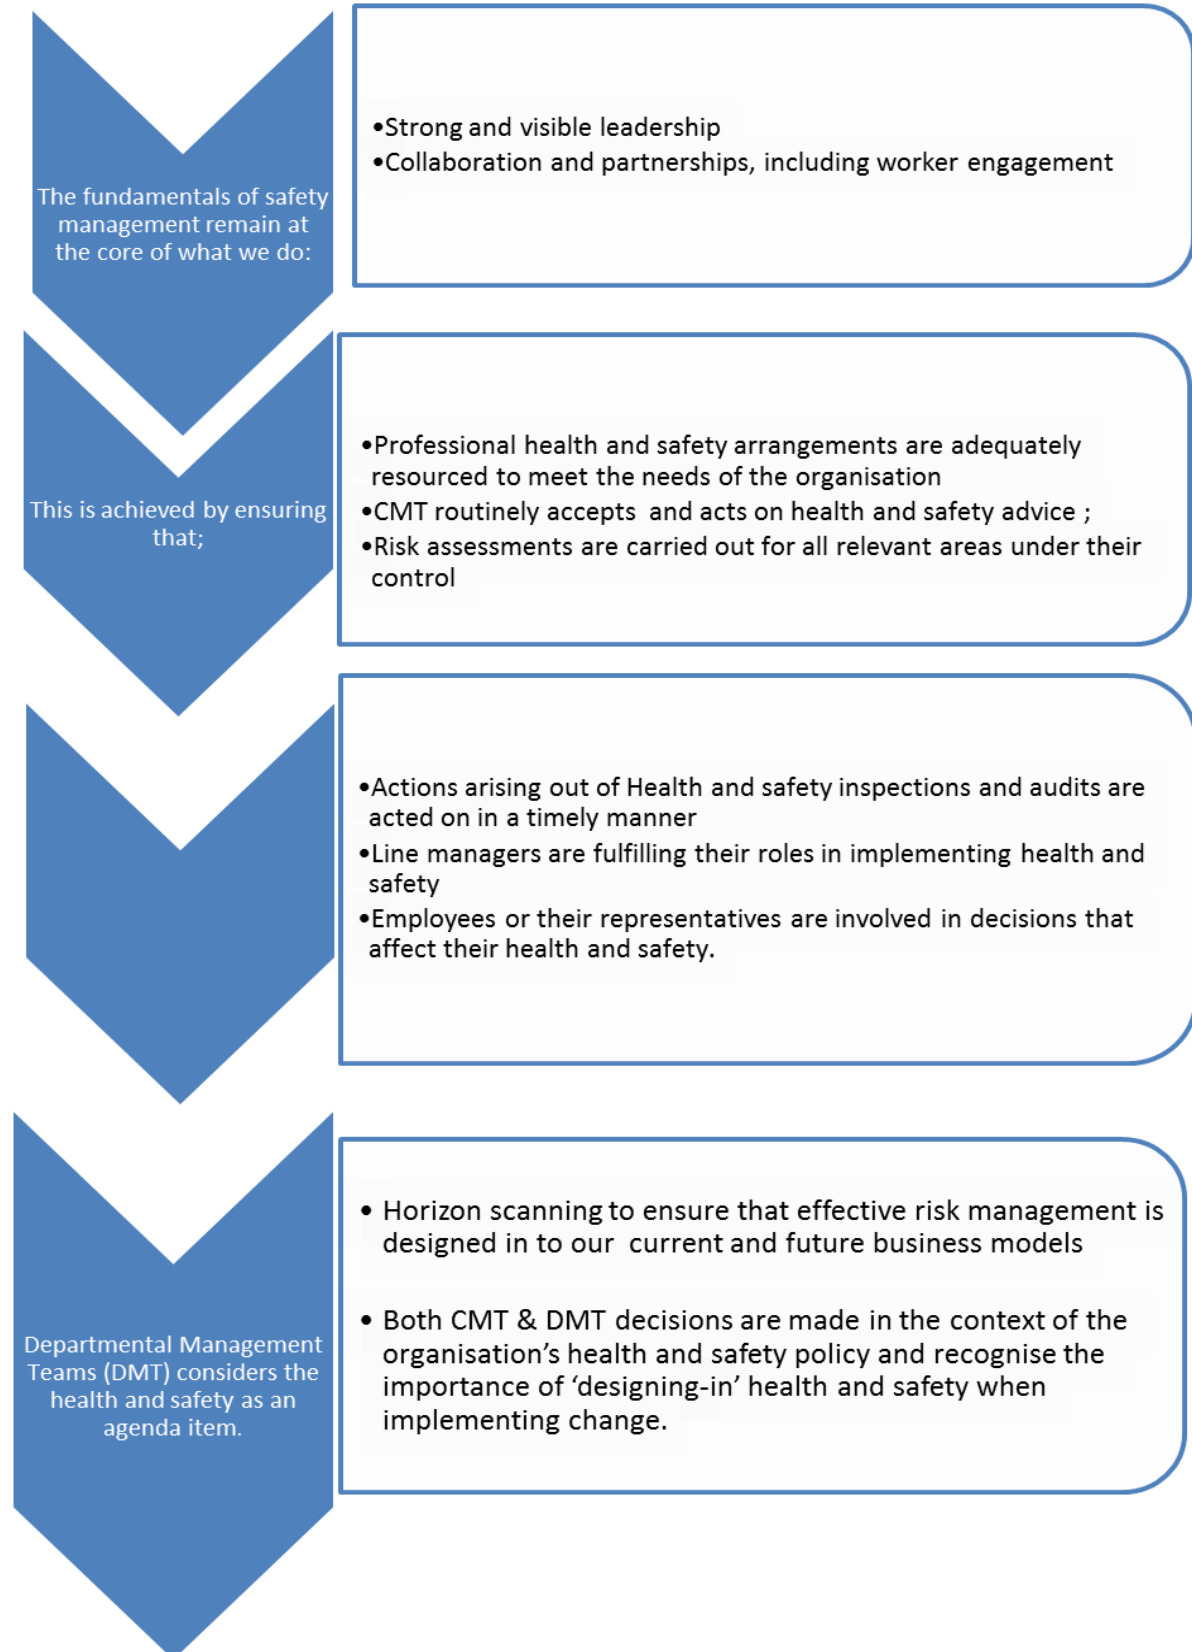 The fundamentals of safety
management remain at
the core of what we do:
•Strong and visible leadership
•Collaboration and partnerships, including worker engagement
This is achieved by ensuring
that;
•Professional health and safety arrangements are adequately
resourced to meet the needs of the organisation
•CMT routinely accepts and acts on health and safety advice ;
•Risk assessments are carried out for all relevant areas under their
control
•Actions arising out of Health and safety inspections and audits are
acted on in a timely manner
•Line managers are fulfilling their roles in implementing health and
safety
•Employees or their representatives are involved in decisions that
affect their health and safety.
Departmental Management
Teams (DMT) considers the
health and safety as an
agenda item.
• Horizon scanning to ensure that effective risk management is
designed in to our current and future business models
• Both CMT & DMT decisions are made in the context of the
organisation’s health and safety policy and recognise the
importance of ‘designing-in’ health and safety when
implementing change.